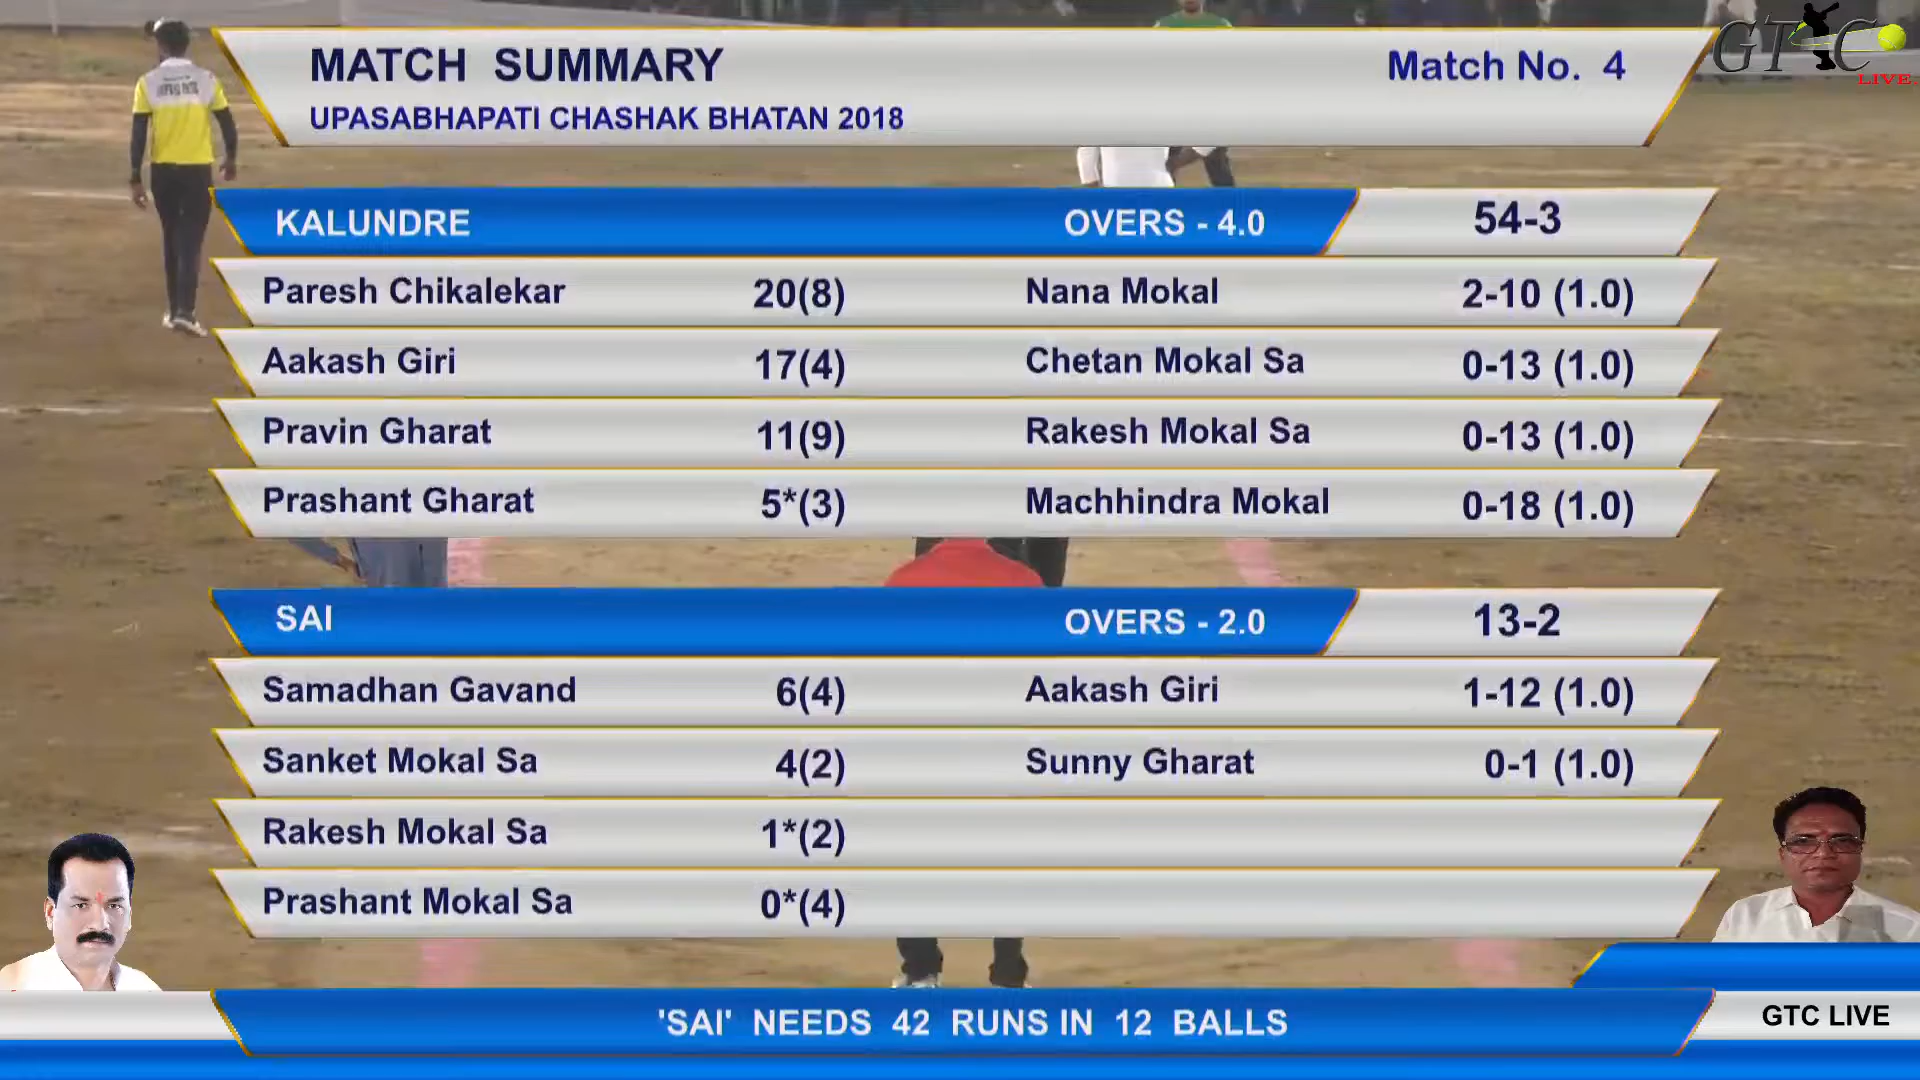 MATCH SUMMARY
Match No. 4
UPASABHAPATI CHASHAK BHATAN 2018
GTC
LIVE
KALUNDRE OVERS - 4.0 54-3
Paresh Chikalekar 20(8) Nana Mokal 2-10 (1.0)
Aakash Giri 17(4) Chetan Mokal Sa 0-13 (1.0)
Pravin Gharat 11(9) Rakesh Mokal Sa 0-13 (1.0)
Prashant Gharat 5*(3) Machhindra Mokal 0-18 (1.0)
SAI OVERS - 2.0 13-2
Samadhan Gavand 6(4) Aakash Giri 1-12 (1.0)
Sanket Mokal Sa 4(2) Sunny Gharat 0-1 (1.0)
Rakesh Mokal Sa 1*(2)
Prashant Mokal Sa 0*(4)
'SAI' NEEDS 42 RUNS IN 12 BALLS
GTC LIVE